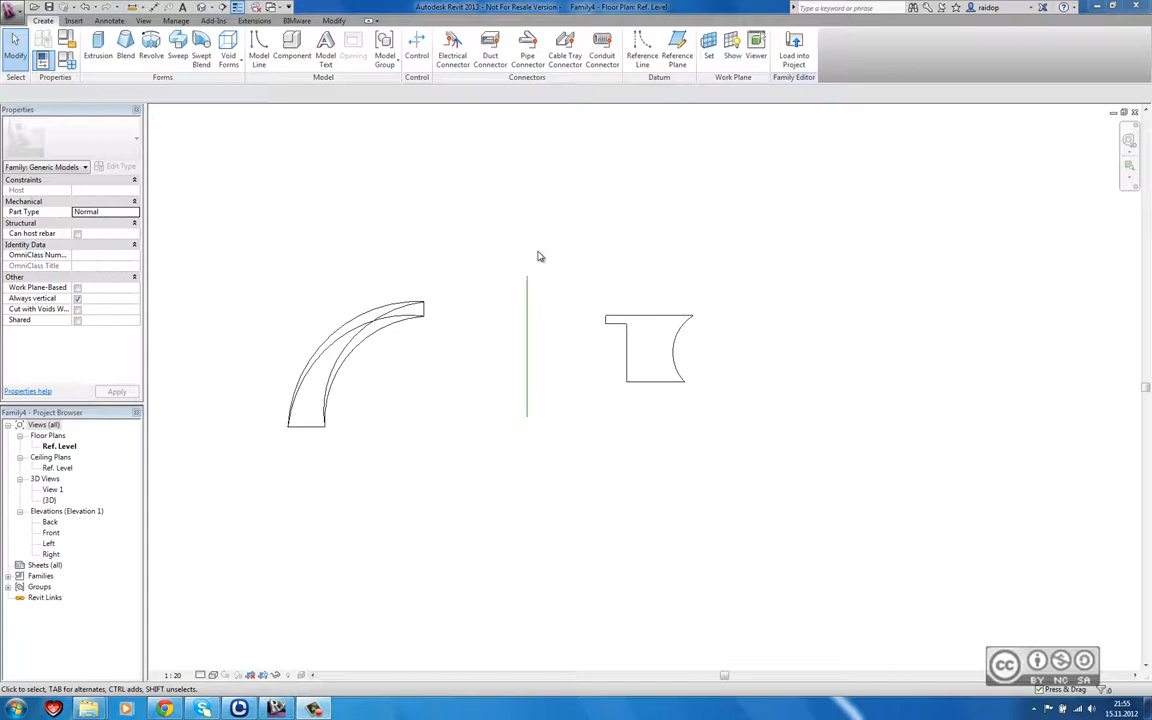 Autodesk Revit 2013 - Not For Resale Version - Family4 - Floor Plan: Ref. Level
Type a keyword or phrase
raidop
Create Insert Annotate View Manage Add-Ins Extensions BIMware Modify
Modify Extrusion Blend Revolve Sweep Swept Blend Void Forms Model Line Component Model Text Opening Model Group Control Electrical Connector Duct Connector Pipe Connector Cable Tray Connector Conduit Connector Reference Line Reference Plane Set Show Viewer Load into Project
Select Properties Forms Model Control Connectors Datum Work Plane Family Editor
Properties
Family: Generic Models Edit Type
Constraints
Host
Mechanical
Part Type Normal
Structural
Can host rebar
Identity Data
OmniClass Num...
OmniClass Title
Other
Work Plane-Based
Always vertical
Cut with Voids W...
Shared
Properties help Apply
Family4 - Project Browser
Views (all)
Floor Plans
Ref. Level
Ceiling Plans
Ref. Level
3D Views
View 1
{3D}
Elevations (Elevation 1)
Back
Front
Left
Right
Sheets (all)
Families
Groups
Revit Links
1 : 20
Click to select, TAB for alternates, CTRL adds, SHIFT unselects.
Press & Drag
:0
cc
BY NC SA
21:55
15.11.2012